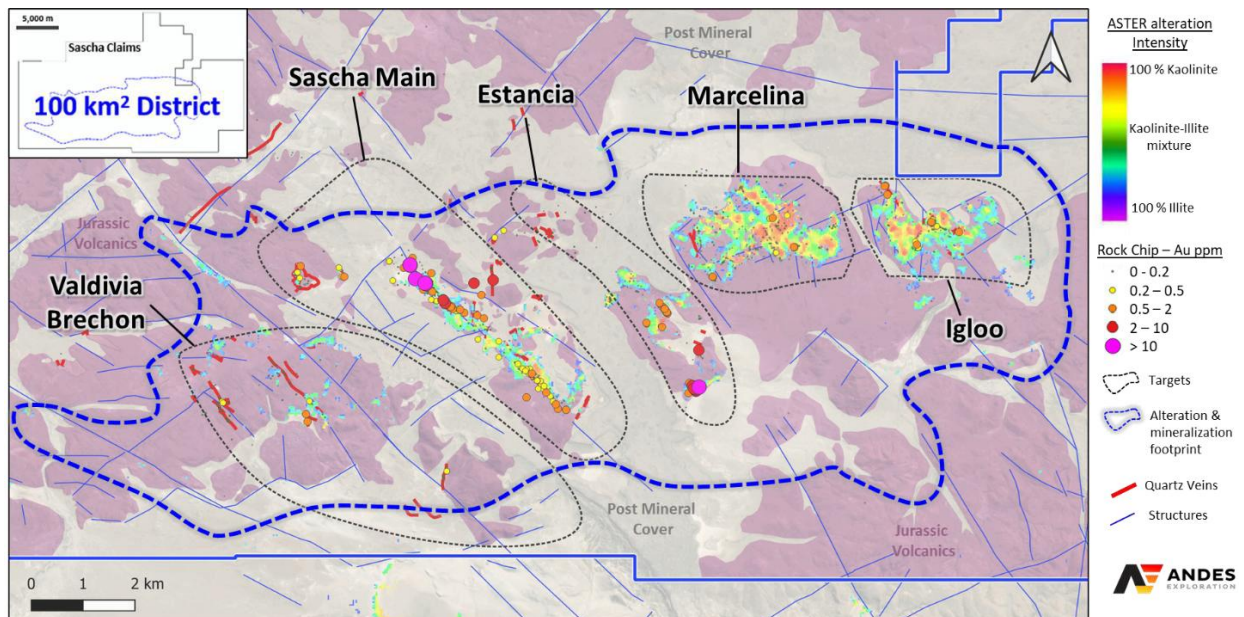 5,000 m
Sascha Claims
100 km² District
Post Mineral
Cover
Sascha Main
Estancia
Marcelina
Jurassic
Volcanics
Valdivia
Brechon
Igloo
Post Mineral
Cover
Jurassic
Volcanics
0 1 2 km
ASTER alteration
Intensity
100 % Kaolinite
Kaolinite-Illite
mixture
100 % Illite
Rock Chip – Au ppm
0 - 0.2
0.2 – 0.5
0.5 – 2
2 – 10
> 10
Targets
Alteration &
mineralization
footprint
Quartz Veins
Structures
ANDES
EXPLORATION